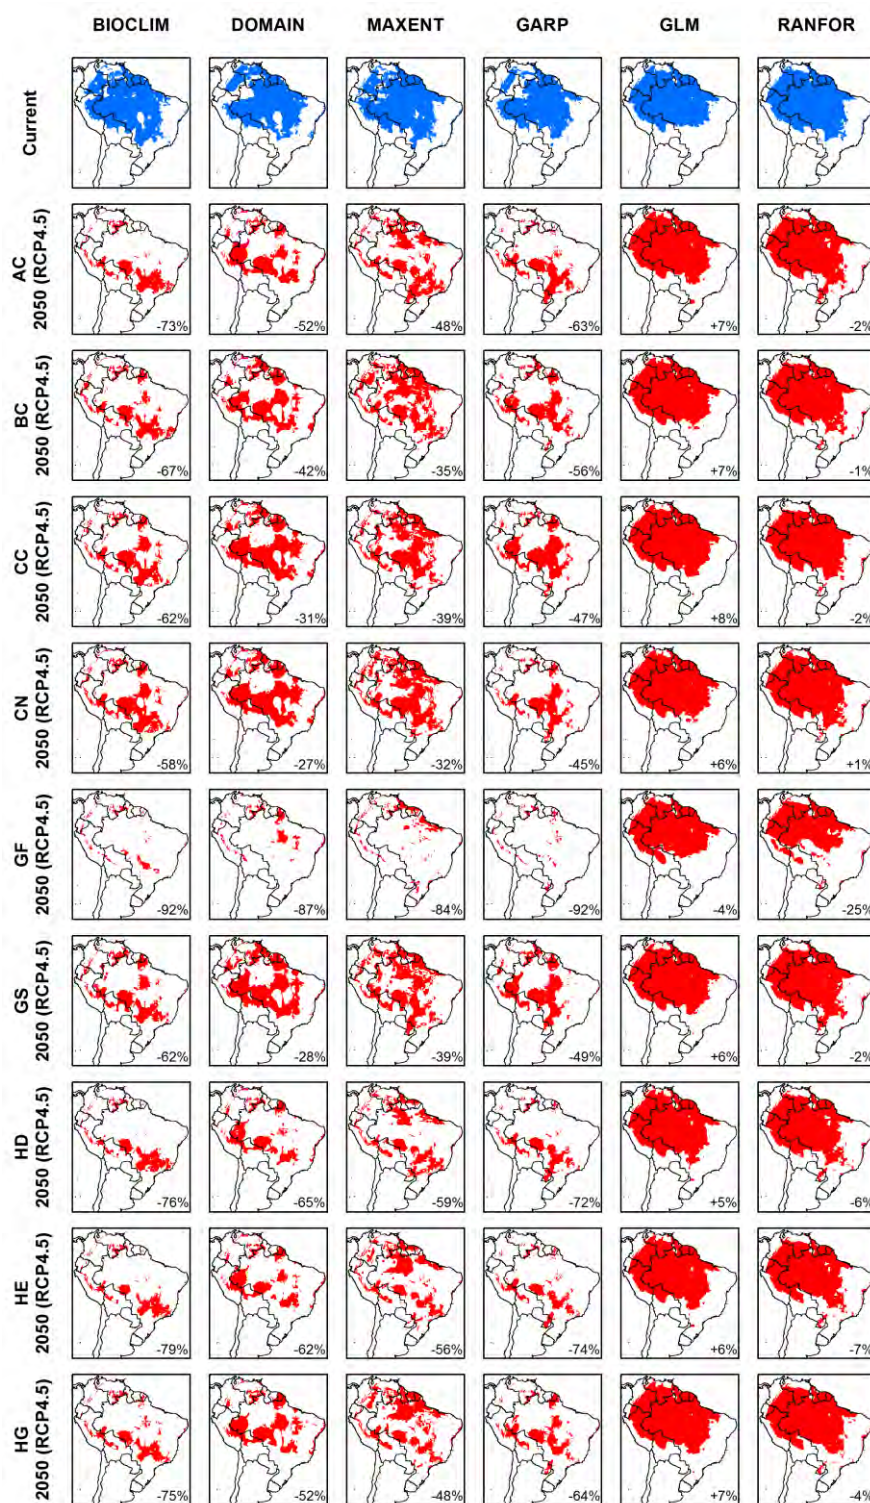 BIOCLIM DOMAIN MAXENT GARP GLM RANFOR
Current
AC
2050 (RCP4.5)
-73% -52% -48% -63% +7% -2%
BC
2050 (RCP4.5)
-67% -42% -35% -56% +7% -1%
CC
2050 (RCP4.5)
-62% -31% -39% -47% +8% -2%
CN
2050 (RCP4.5)
-58% -27% -32% -45% +6% +1%
GF
2050 (RCP4.5)
-92% -87% -84% -92% -4% -25%
GS
2050 (RCP4.5)
-62% -28% -39% -49% +6% -2%
HD
2050 (RCP4.5)
-76% -65% -59% -72% +5% -6%
HE
2050 (RCP4.5)
-79% -62% -56% -74% +6% -7%
HG
2050 (RCP4.5)
-75% -52% -48% -64% +7% -4%